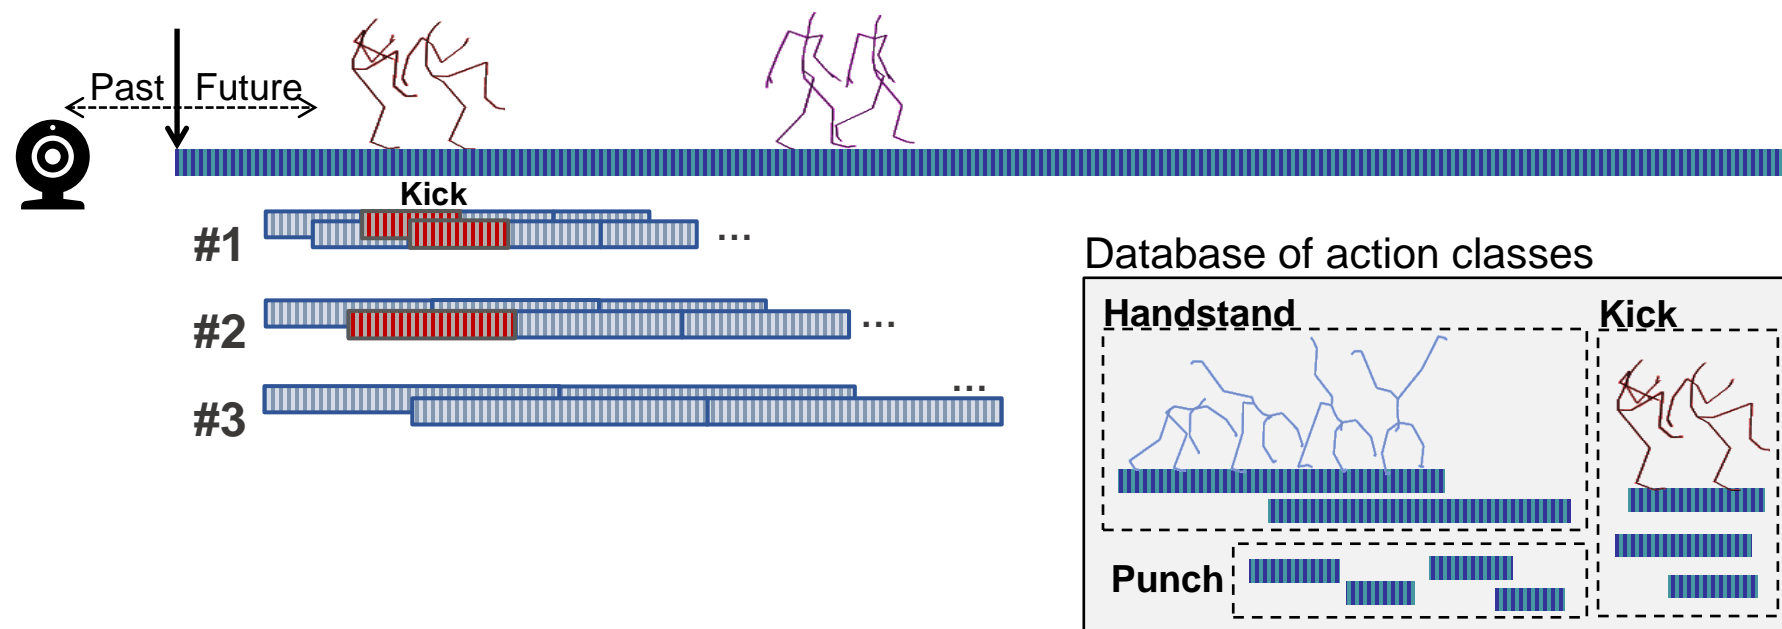 Past Future
Kick
#1 ...
#2 ...
#3 ...
Database of action classes
Handstand
Kick
Punch